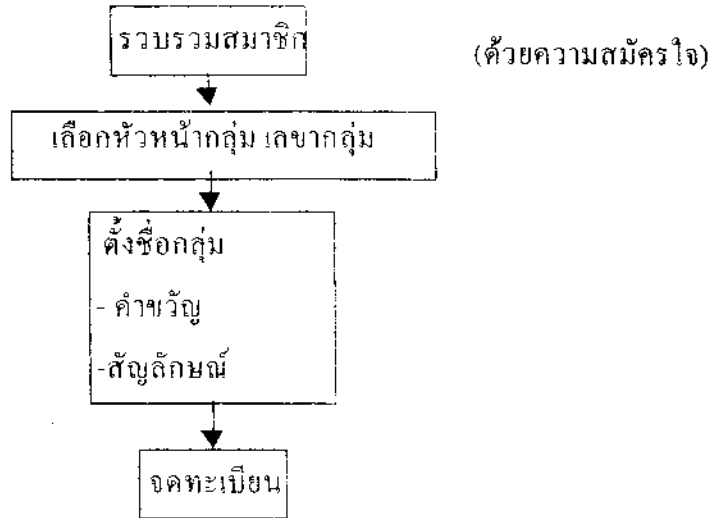 รวบรวมสมาชิก (ด้วยความสมัครใจ)
เลือกหัวหน้ากลุ่ม เลขากลุ่ม
ตั้งชื่อกลุ่ม
- คำขวัญ
-สัญลักษณ์
จดทะเบียน